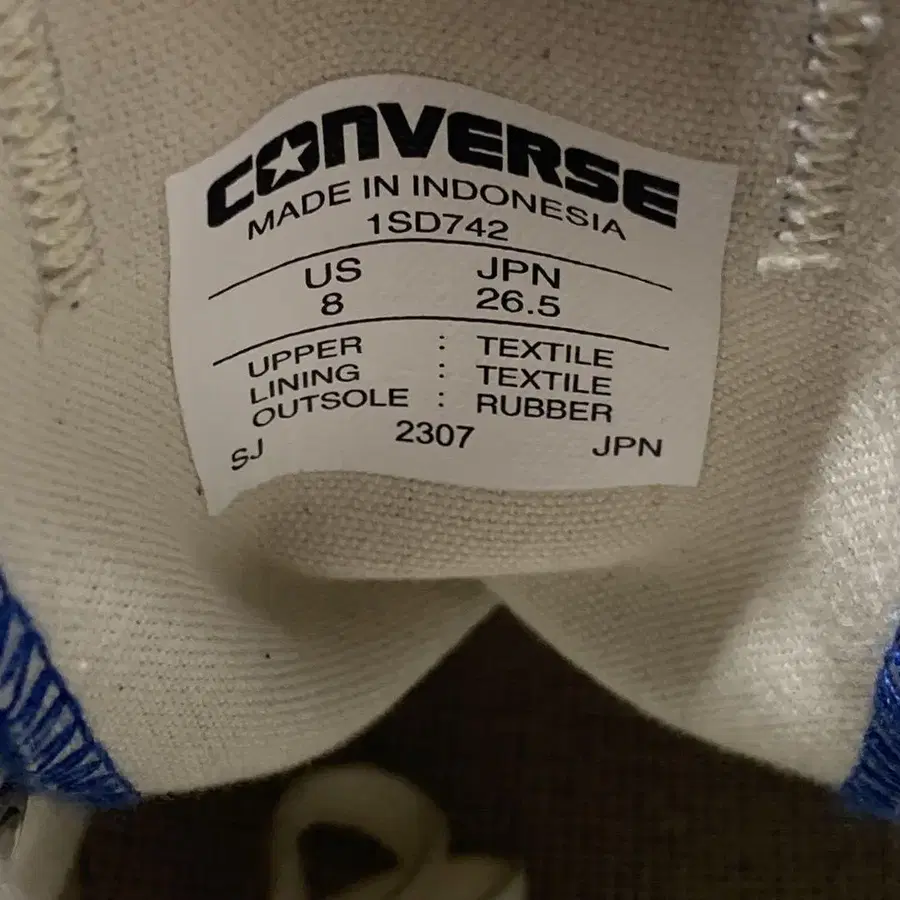 CONVERSE
MADE IN INDONESIA
1SD742
US JPN
8 26.5
UPPER : TEXTILE
LINING : TEXTILE
OUTSOLE : RUBBER
SJ 2307 JPN